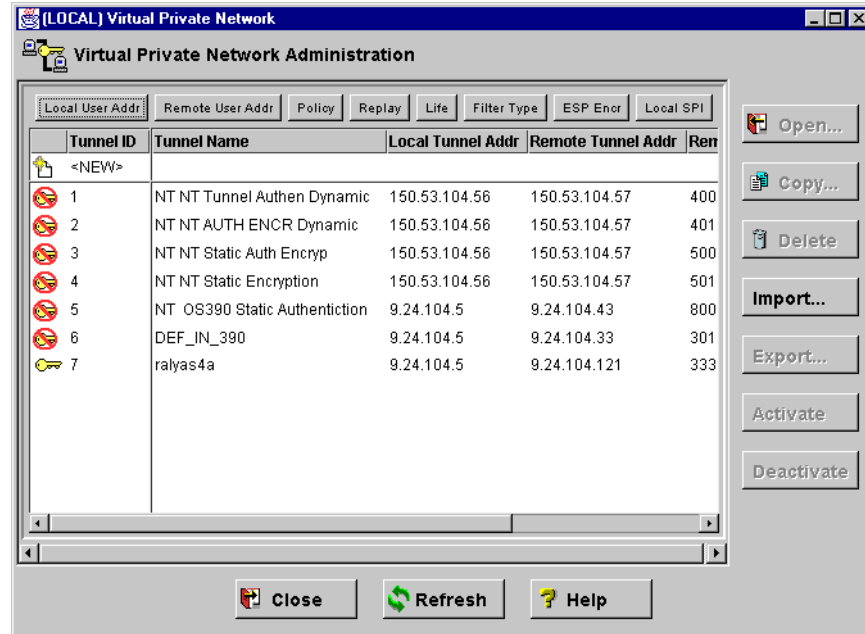 (LOCAL) Virtual Private Network
Virtual Private Network Administration
Local User Addr Remote User Addr Policy Replay Life Filter Type ESP Encr Local SPI
Tunnel ID Tunnel Name Local Tunnel Addr Remote Tunnel Addr Rem
<NEW>
1 NT NT Tunnel Authen Dynamic 150.53.104.56 150.53.104.57 400
2 NT NT AUTH ENCR Dynamic 150.53.104.56 150.53.104.57 401
3 NT NT Static Auth Encryp 150.53.104.56 150.53.104.57 500
4 NT NT Static Encryption 150.53.104.56 150.53.104.57 501
5 NT OS390 Static Authentiction 9.24.104.5 9.24.104.43 800
6 DEF_IN_390 9.24.104.5 9.24.104.33 301
7 ralyas4a 9.24.104.5 9.24.104.121 333
Open...
Copy...
Delete
Import...
Export...
Activate
Deactivate
Close Refresh Help